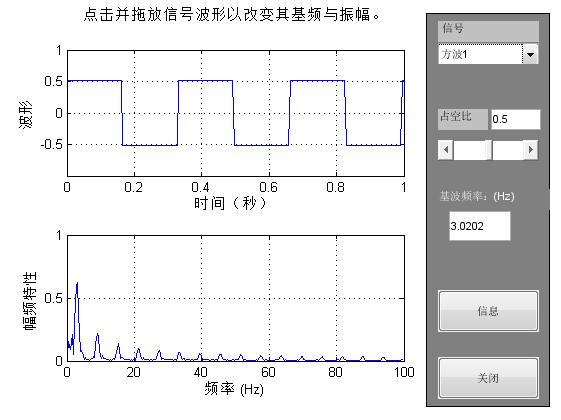 点击并拖放信号波形以改变其基频与振幅。
信号
方波1
占空比
0.5
基波频率：(Hz)
3.0202
信息
关闭
波形
1
0.5
0
-0.5
0
0.2
0.4
0.6
0.8
1
时间（秒）
幅频特性
1
0.5
0
0
20
40
60
80
100
频率 (Hz)